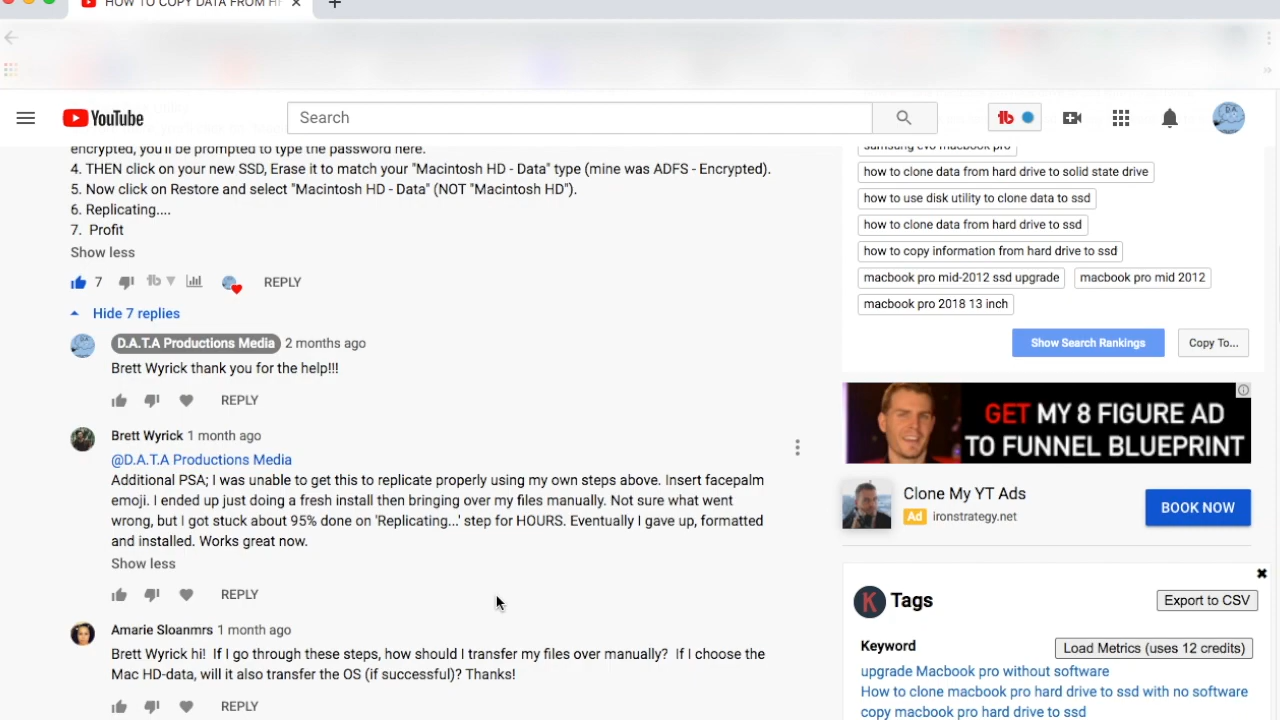 HOW TO COPY DATA FROM H
YouTube
Search
encrypted, you'll be prompted to type the password here.
4. THEN click on your new SSD, Erase it to match your "Macintosh HD - Data" type (mine was ADFS - Encrypted).
5. Now click on Restore and select "Macintosh HD - Data" (NOT "Macintosh HD").
6. Replicating....
7. Profit
Show less
7
REPLY
Hide 7 replies
D.A.T.A Productions Media 2 months ago
Brett Wyrick thank you for the help!!!
REPLY
Brett Wyrick 1 month ago
@D.A.T.A Productions Media
Additional PSA; I was unable to get this to replicate properly using my own steps above. Insert facepalm
emoji. I ended up just doing a fresh install then bringing over my files manually. Not sure what went
wrong, but I got stuck about 95% done on 'Replicating...' step for HOURS. Eventually I gave up, formatted
and installed. Works great now.
Show less
REPLY
Amarie Sloanmrs 1 month ago
Brett Wyrick hi! If I go through these steps, how should I transfer my files over manually? If I choose the
Mac HD-data, will it also transfer the OS (if successful)? Thanks!
REPLY
samsung evo macbook pro
how to clone data from hard drive to solid state drive
how to use disk utility to clone data to ssd
how to clone data from hard drive to ssd
how to copy information from hard drive to ssd
macbook pro mid-2012 ssd upgrade
macbook pro mid 2012
macbook pro 2018 13 inch
Show Search Rankings
Copy To...
GET MY 8 FIGURE AD
TO FUNNEL BLUEPRINT
Clone My YT Ads
Ad ironstrategy.net
BOOK NOW
K Tags
Export to CSV
Keyword
Load Metrics (uses 12 credits)
upgrade Macbook pro without software
How to clone macbook pro hard drive to ssd with no software
copy macbook pro hard drive to ssd